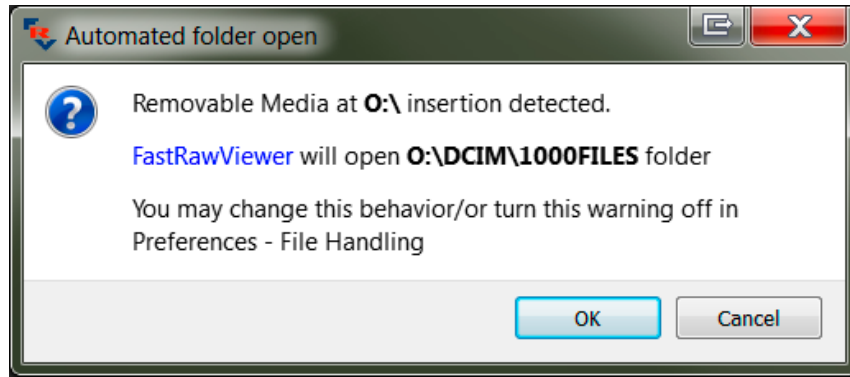 Automated folder open
Removable Media at O:\ insertion detected.
FastRawViewer will open O:\DCIM\1000FILES folder
You may change this behavior/or turn this warning off in
Preferences - File Handling
OK
Cancel